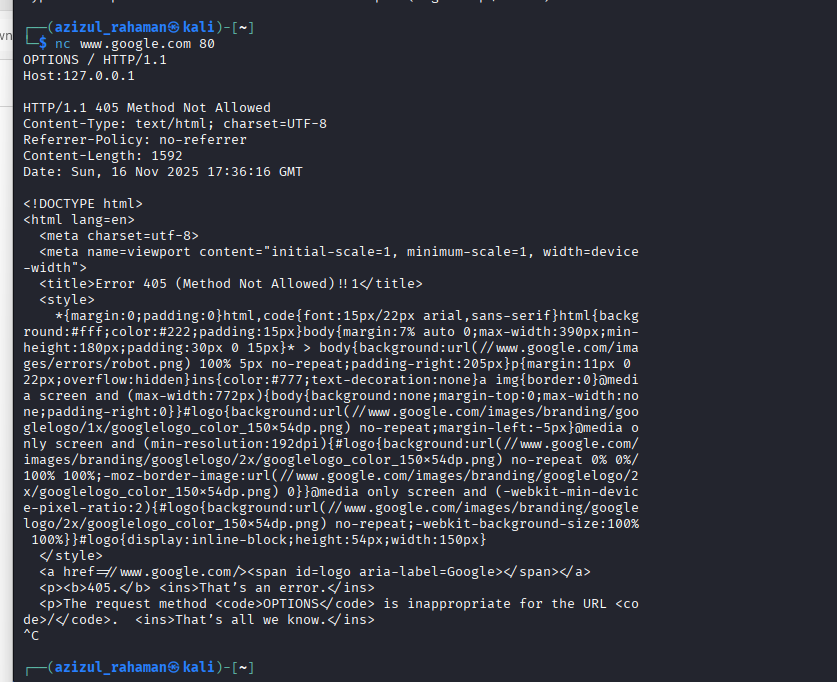 ┌──(azizul_rahaman㉿kali)-[~]
└─$ nc www.google.com 80
OPTIONS / HTTP/1.1
Host:127.0.0.1
HTTP/1.1 405 Method Not Allowed
Content-Type: text/html; charset=UTF-8
Referrer-Policy: no-referrer
Content-Length: 1592
Date: Sun, 16 Nov 2025 17:36:16 GMT
<!DOCTYPE html>
<html lang=en>
  <meta charset=utf-8>
  <meta name=viewport content="initial-scale=1, minimum-scale=1, width=device
-width">
  <title>Error 405 (Method Not Allowed)!!1</title>
  <style>
    *{margin:0;padding:0}html,code{font:15px/22px arial,sans-serif}html{backg
round:#fff;color:#222;padding:15px}body{margin:7% auto 0;max-width:390px;min-
height:180px;padding:30px 0 15px}* > body{background:url(//www.google.com/ima
ges/errors/robot.png) 100% 5px no-repeat;padding-right:205px}p{margin:11px 0 
22px;overflow:hidden}ins{color:#777;text-decoration:none}a img{border:0}@medi
a screen and (max-width:772px){body{background:none;margin-top:0;max-width:no
ne;padding-right:0}}#logo{background:url(//www.google.com/images/branding/goo
glelogo/1x/googlelogo_color_150x54dp.png) no-repeat;margin-left:-5px}@media o
nly screen and (min-resolution:192dpi){#logo{background:url(//www.google.com/
images/branding/googlelogo/2x/googlelogo_color_150x54dp.png) no-repeat 0% 0%/
100% 100%;-moz-border-image:url(//www.google.com/images/branding/googlelogo/2
x/googlelogo_color_150x54dp.png) 0}}@media only screen and (-webkit-min-devic
e-pixel-ratio:2){#logo{background:url(//www.google.com/images/branding/google
logo/2x/googlelogo_color_150x54dp.png) no-repeat;-webkit-background-size:100%
 100%}}#logo{display:inline-block;height:54px;width:150px}
  </style>
  <a href=//www.google.com/><span id=logo aria-label=Google></span></a>
  <p><b>405.</b> <ins>That's an error.</ins>
  <p>The request method <code>OPTIONS</code> is inappropriate for the URL <co
de>/</code>.  <ins>That's all we know.</ins>
^C
┌──(azizul_rahaman㉿kali)-[~]